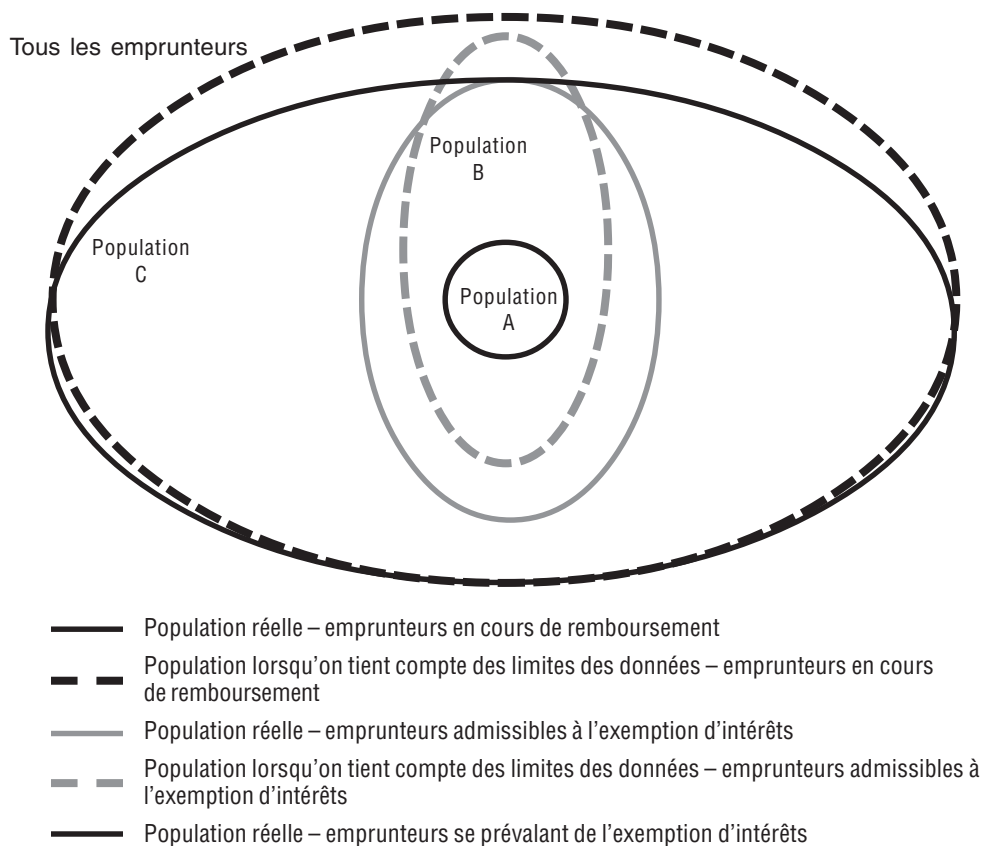 Tous les emprunteurs
Population
B
Population
C
Population
A
Population réelle – emprunteurs en cours de remboursement
Population lorsqu'on tient compte des limites des données – emprunteurs en cours
de remboursement
Population réelle – emprunteurs admissibles à l'exemption d'intérêts
Population lorsqu'on tient compte des limites des données – emprunteurs admissibles à
l'exemption d'intérêts
Population réelle – emprunteurs se prévalant de l'exemption d'intérêts